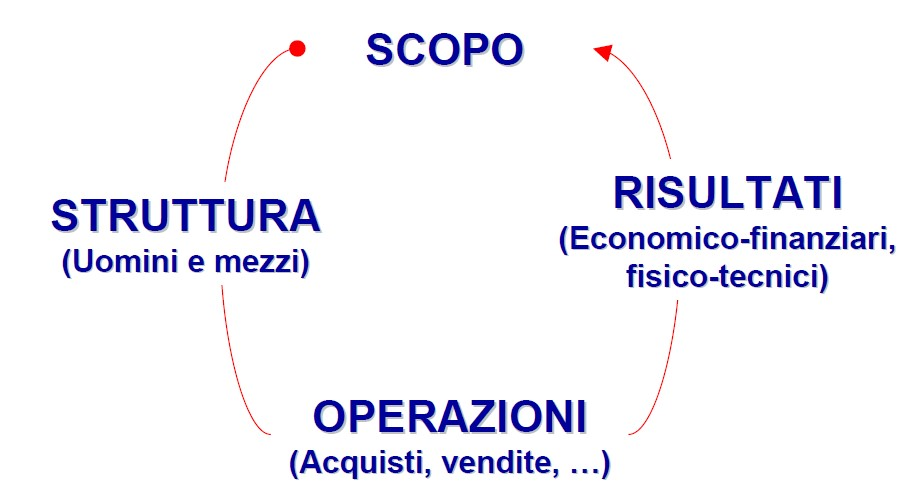 SCOPO
STRUTTURA
(Uomini e mezzi)
RISULTATI
(Economico-finanziari,
fisico-tecnici)
OPERAZIONI
(Acquisti, vendite, …)